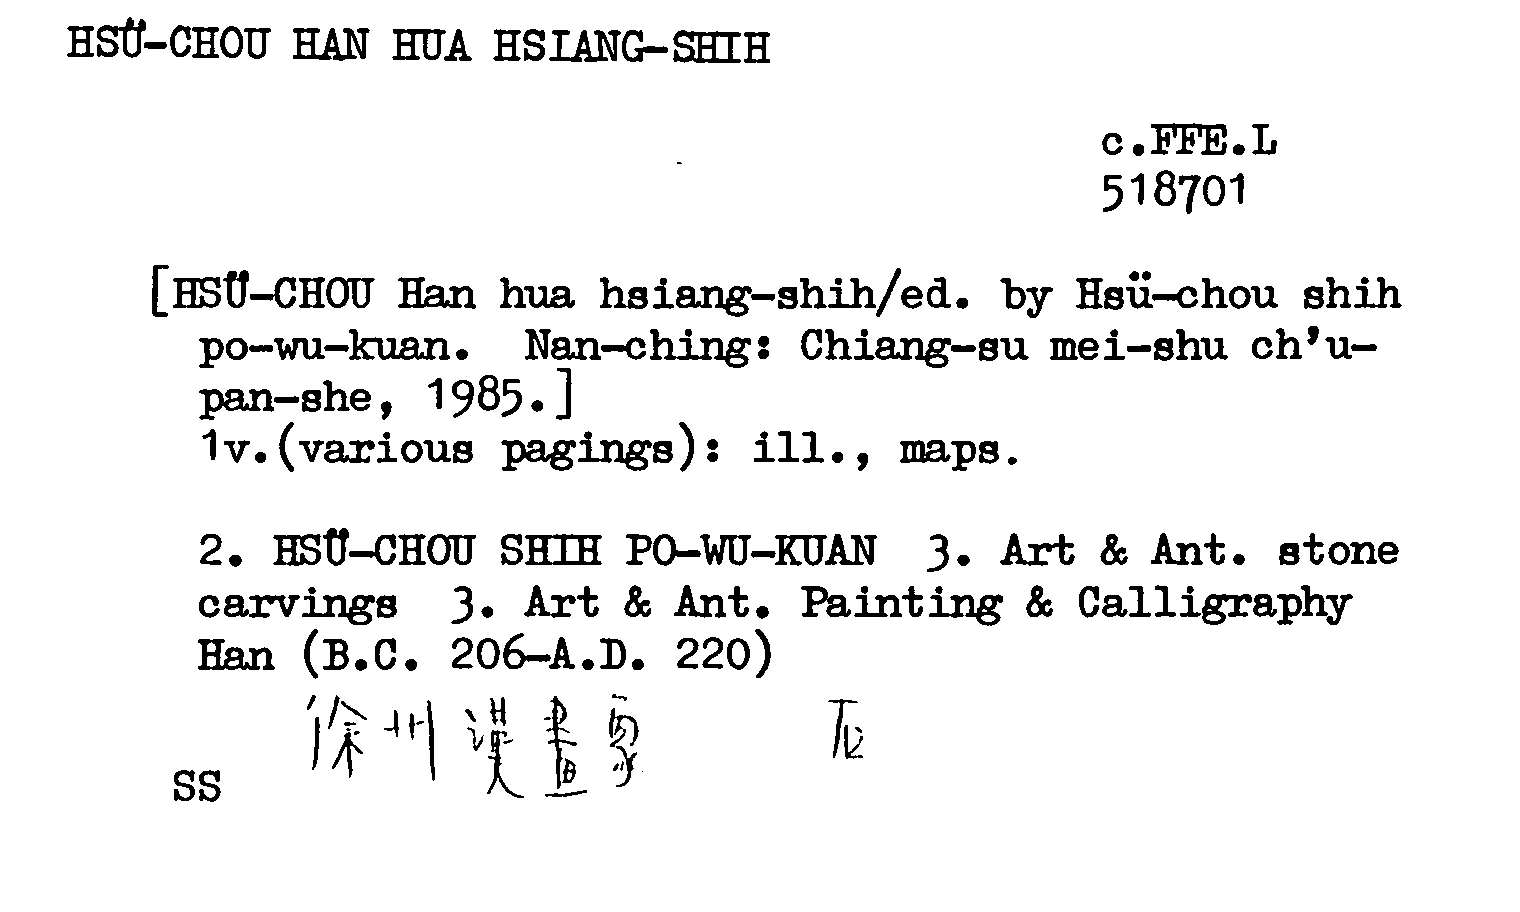 HSÜ-CHOU HAN HUA HSIANG-SHIH
c.FFE.L
518701
[HSÜ-CHOU Han hua hsiang-shih/ed. by Hsü-chou shih
po-wu-kuan. Nan-ching: Chiang-su mei-shu ch'u-
pan-she, 1985.]
1v.(various pagings): ill., maps.
2. HSÜ-CHOU SHIH PO-WU-KUAN 3. Art & Ant. stone
carvings 3. Art & Ant. Painting & Calligraphy
Han (B.C. 206-A.D. 220)
徐州漢畫象 石
SS